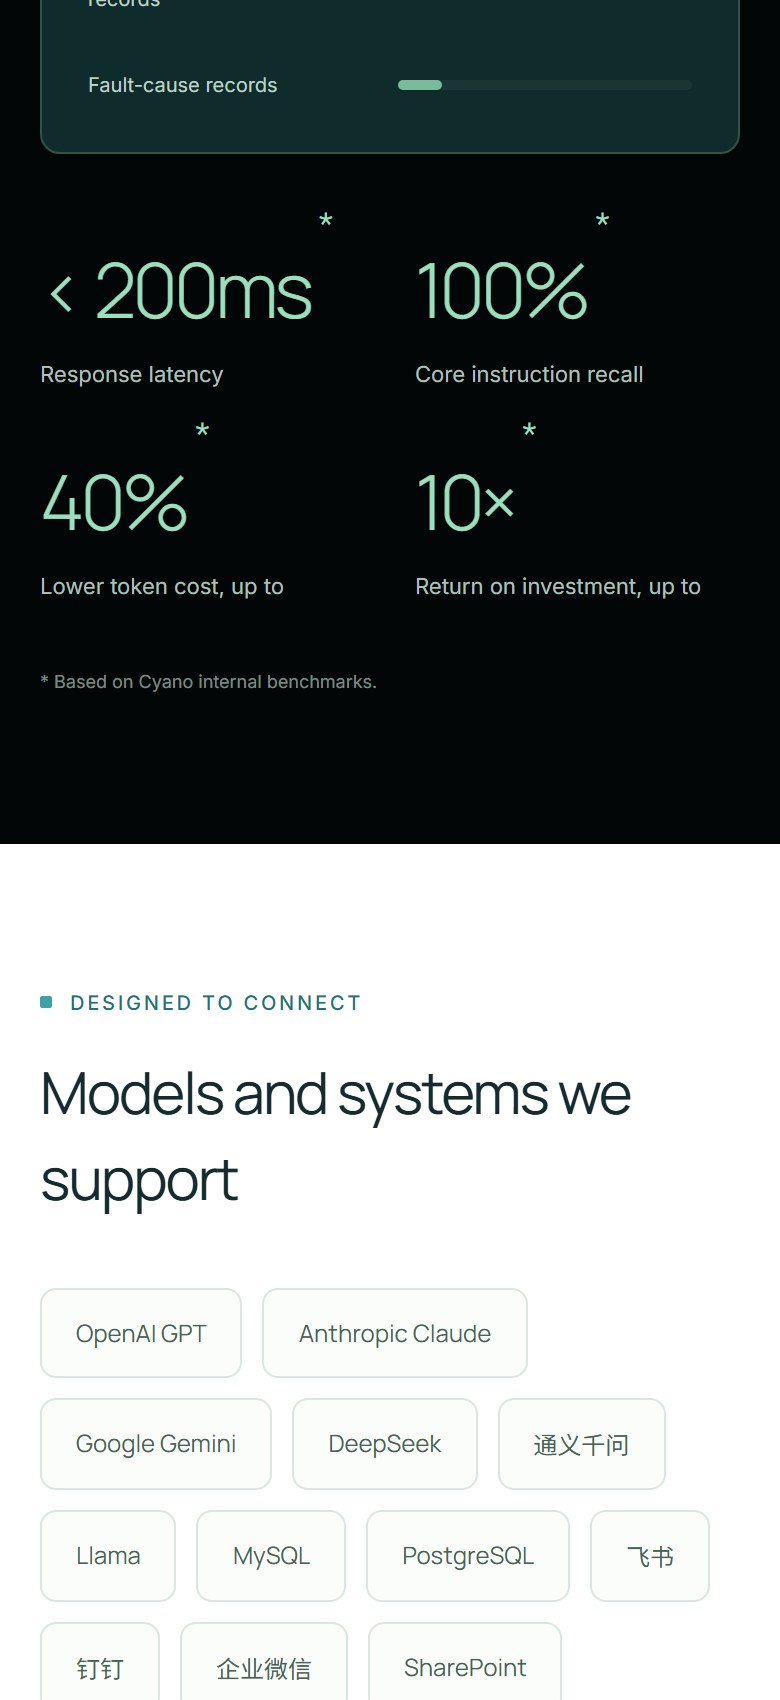 records
Fault-cause records
< 200ms*
100%*
Response latency
Core instruction recall
40%*
10×*
Lower token cost, up to
Return on investment, up to
* Based on Cyano internal benchmarks.
DESIGNED TO CONNECT
Models and systems we
support
OpenAI GPT
Anthropic Claude
Google Gemini
DeepSeek
通义千问
Llama
MySQL
PostgreSQL
飞书
钉钉
企业微信
SharePoint